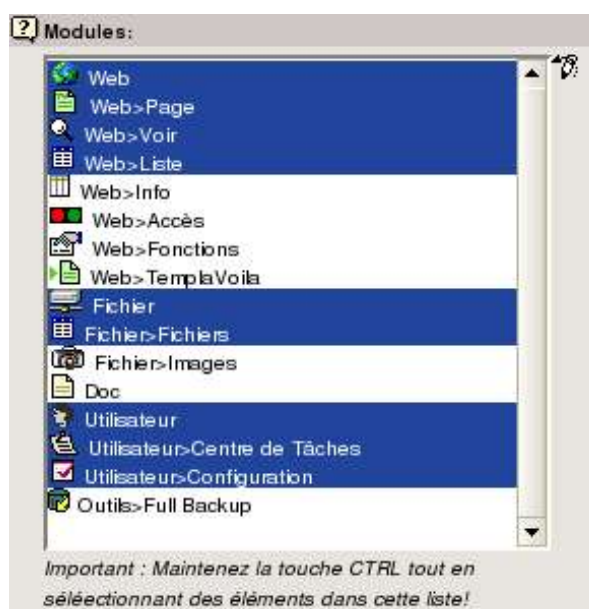 Modules:
Web
Web>Page
Web>Voir
Web>Liste
Web>Info
Web>Accès
Web>Fonctions
Web>TemplaVoila
Fichier
Fichier>Fichiers
Fichier>Images
Doc
Utilisateur
Utilisateur>Centre de Tâches
Utilisateur>Configuration
Outils>Full Backup
Important : Maintenez la touche CTRL tout en
séléectionnant des éléments dans cette liste!